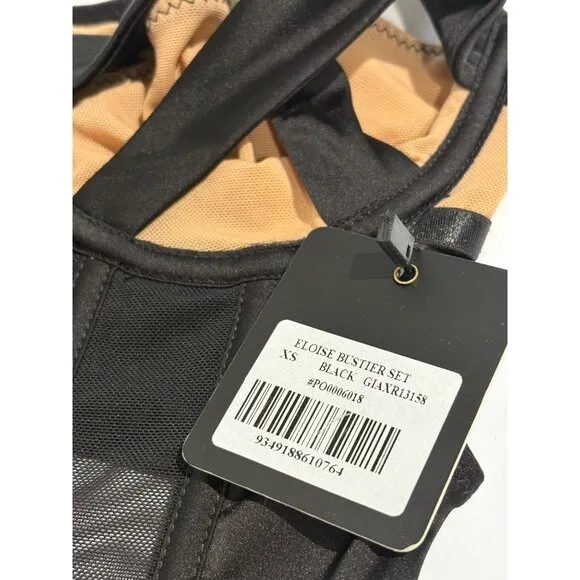 ELOISE BUSTIER SET
XS BLACK GIAXR13158
#PO0006018
9349188610764